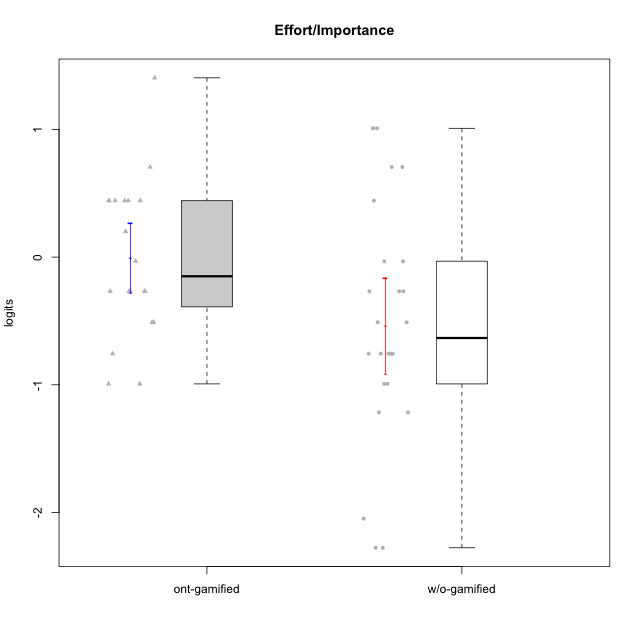 Effort/Importance
logits
1
0
-1
-2
ont-gamified
w/o-gamified